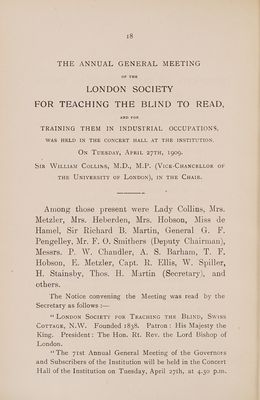 18
THE ANNUAL GENERAL MEETING
OF THE
LONDON SOCIETY
FOR TEACHING THE BLIND TO READ,
AND FOR
TRAINING THEM IN INDUSTRIAL OCCUPATIONS,
WAS HELD IN THE CONCERT HALL AT THE INSTITUTION.
ON TUESDAY, APRIL 27TH, 1909.
SIR WILLIAM COLLINS, M.D., M.P. (VICE-CHANCELLOR OF
THE UNIVERSITY OF LONDON), IN THE CHAIR.
Among those present were Lady Collins, Mrs.
Metzler, Mrs. Heberden, Mrs. Hobson, Miss de
Hamel, Sir Richard B. Martin, General G. F.
Pengelley, Mr. F. O. Smithers (Deputy Chairman),
Messrs. P. W. Chandler, A. S. Barham, T. F.
Hobson, E. Metzler, Capt. R. Ellis, W. Spiller,
H. Stainsby, Thos. H. Martin (Secretary), and
others.
The Notice convening the Meeting was read by the
Secretary as follows :—
"LONDON SOCIETY FOR TEACHING THE BLIND, SWISS
COTTAGE, N.W. Founded 1838. Patron: His Majesty the
King. President: The Hon. Rt. Rev. the Lord Bishop of
London.
"The 71st Annual General Meeting of the Governors
and Subscribers of the Institution will be held in the Concert
Hall of the Institution on Tuesday, April 27th, at 4.30 p.m.